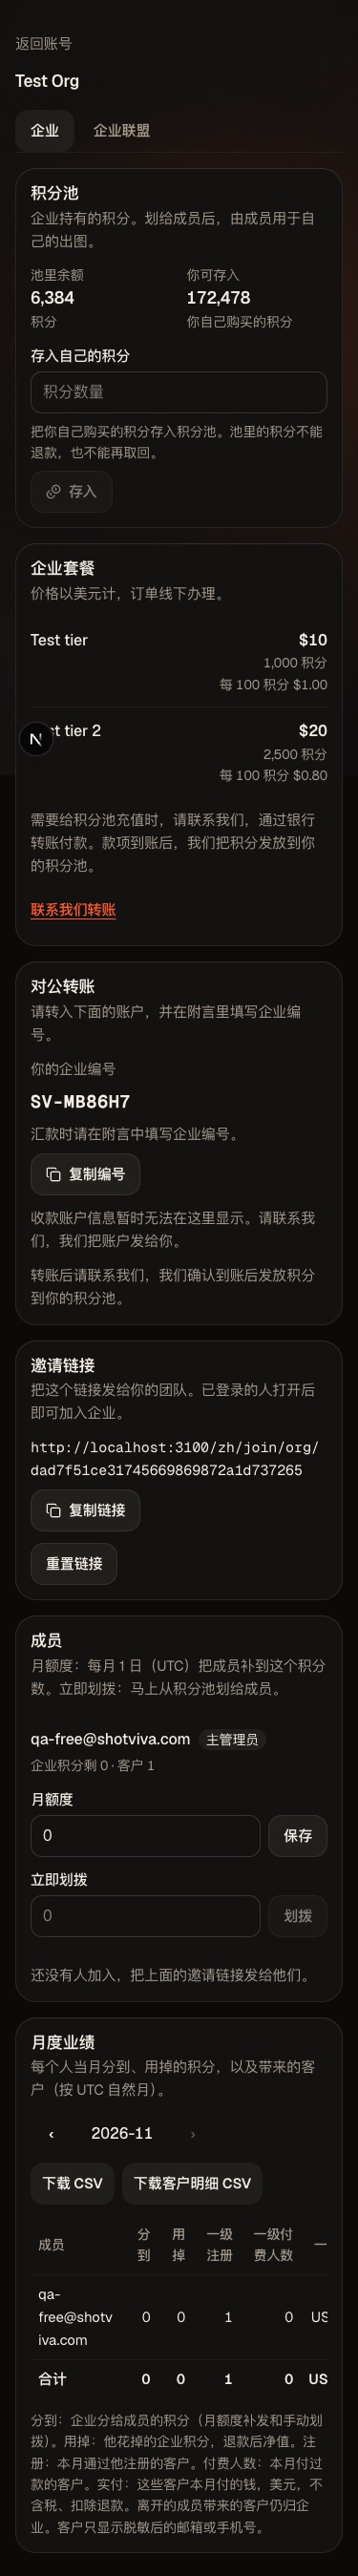 返回账号
Test Org
企业 企业联盟
积分池
企业持有的积分。划给成员后，由成员用于自
己的出图。
池里余额 你可存入
6,384 172,478
积分 你自己购买的积分
存入自己的积分
积分数量
把你自己购买的积分存入积分池。池里的积分不能
退款，也不能再取回。
存入
企业套餐
价格以美元计，订单线下办理。
Test tier $10
1,000 积分
每 100 积分 $1.00
st tier 2 $20
N
2,500 积分
每 100 积分 $0.80
需要给积分池充值时，请联系我们，通过银行
转账付款。款项到账后，我们把积分发放到你
的积分池。
联系我们转账
对公转账
请转入下面的账户，并在附言里填写企业编
号。
你的企业编号
SV-MB86H7
汇款时请在附言中填写企业编号。
复制编号
收款账户信息暂时无法在这里显示。请联系我
们，我们把账户发给你。
转账后请联系我们，我们确认到账后发放积分
到你的积分池。
邀请链接
把这个链接发给你的团队。已登录的人打开后
即可加入企业。
http://localhost:3100/zh/join/org/
dad7f51ce31745669869872a1d737265
复制链接
重置链接
成员
月额度：每月 1 日（UTC）把成员补到这个积分
数。立即划拨：马上从积分池划给成员。
qa-free@shotviva.com 主管理员
企业积分剩 0 · 客户 1
月额度
0 保存
立即划拨
0 划拨
还没有人加入，把上面的邀请链接发给他们。
月度业绩
每个人当月分到、用掉的积分，以及带来的客
户（按 UTC 自然月）。
‹ 2026-11 ›
下载 CSV 下载客户明细 CSV
成员 分到 用掉 一级注册 一级付费人数 一
qa-
free@shotv 0 0 1 0 US
iva.com
合计 0 0 1 0 US
分到：企业分给成员的积分（月额度补发和手动划
拨）。用掉：他花掉的企业积分，退款后净值。注
册：本月通过他注册的客户。付费人数：本月付过
款的客户。实付：这些客户本月付的钱，美元，不
含税、扣除退款。离开的成员带来的客户仍归企
业。客户只显示脱敏后的邮箱或手机号。